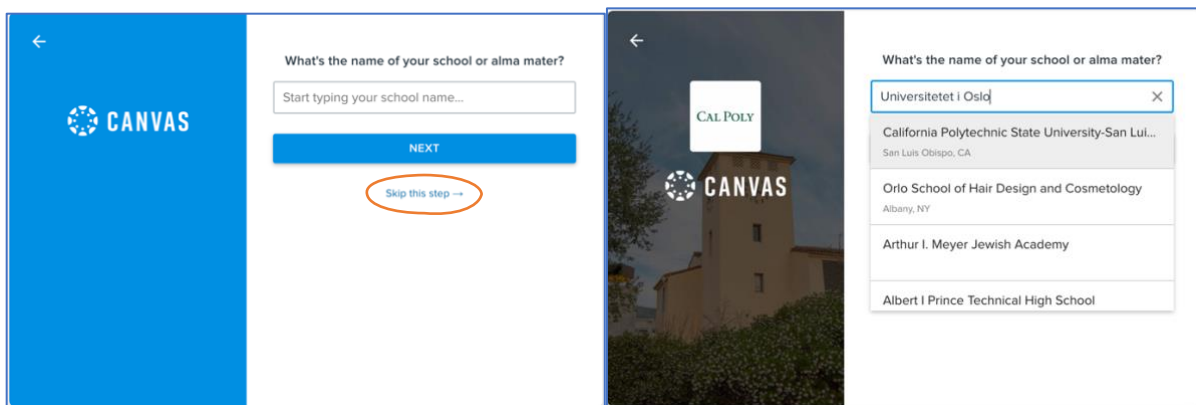 ←
CANVAS
What's the name of your school or alma mater?
Start typing your school name...
NEXT
Skip this step →
←
CAL POLY
CANVAS
What's the name of your school or alma mater?
Universitetet i Oslo
California Polytechnic State University-San Lui...
San Luis Obispo, CA
Orlo School of Hair Design and Cosmetology
Albany, NY
Arthur I. Meyer Jewish Academy
Albert I Prince Technical High School